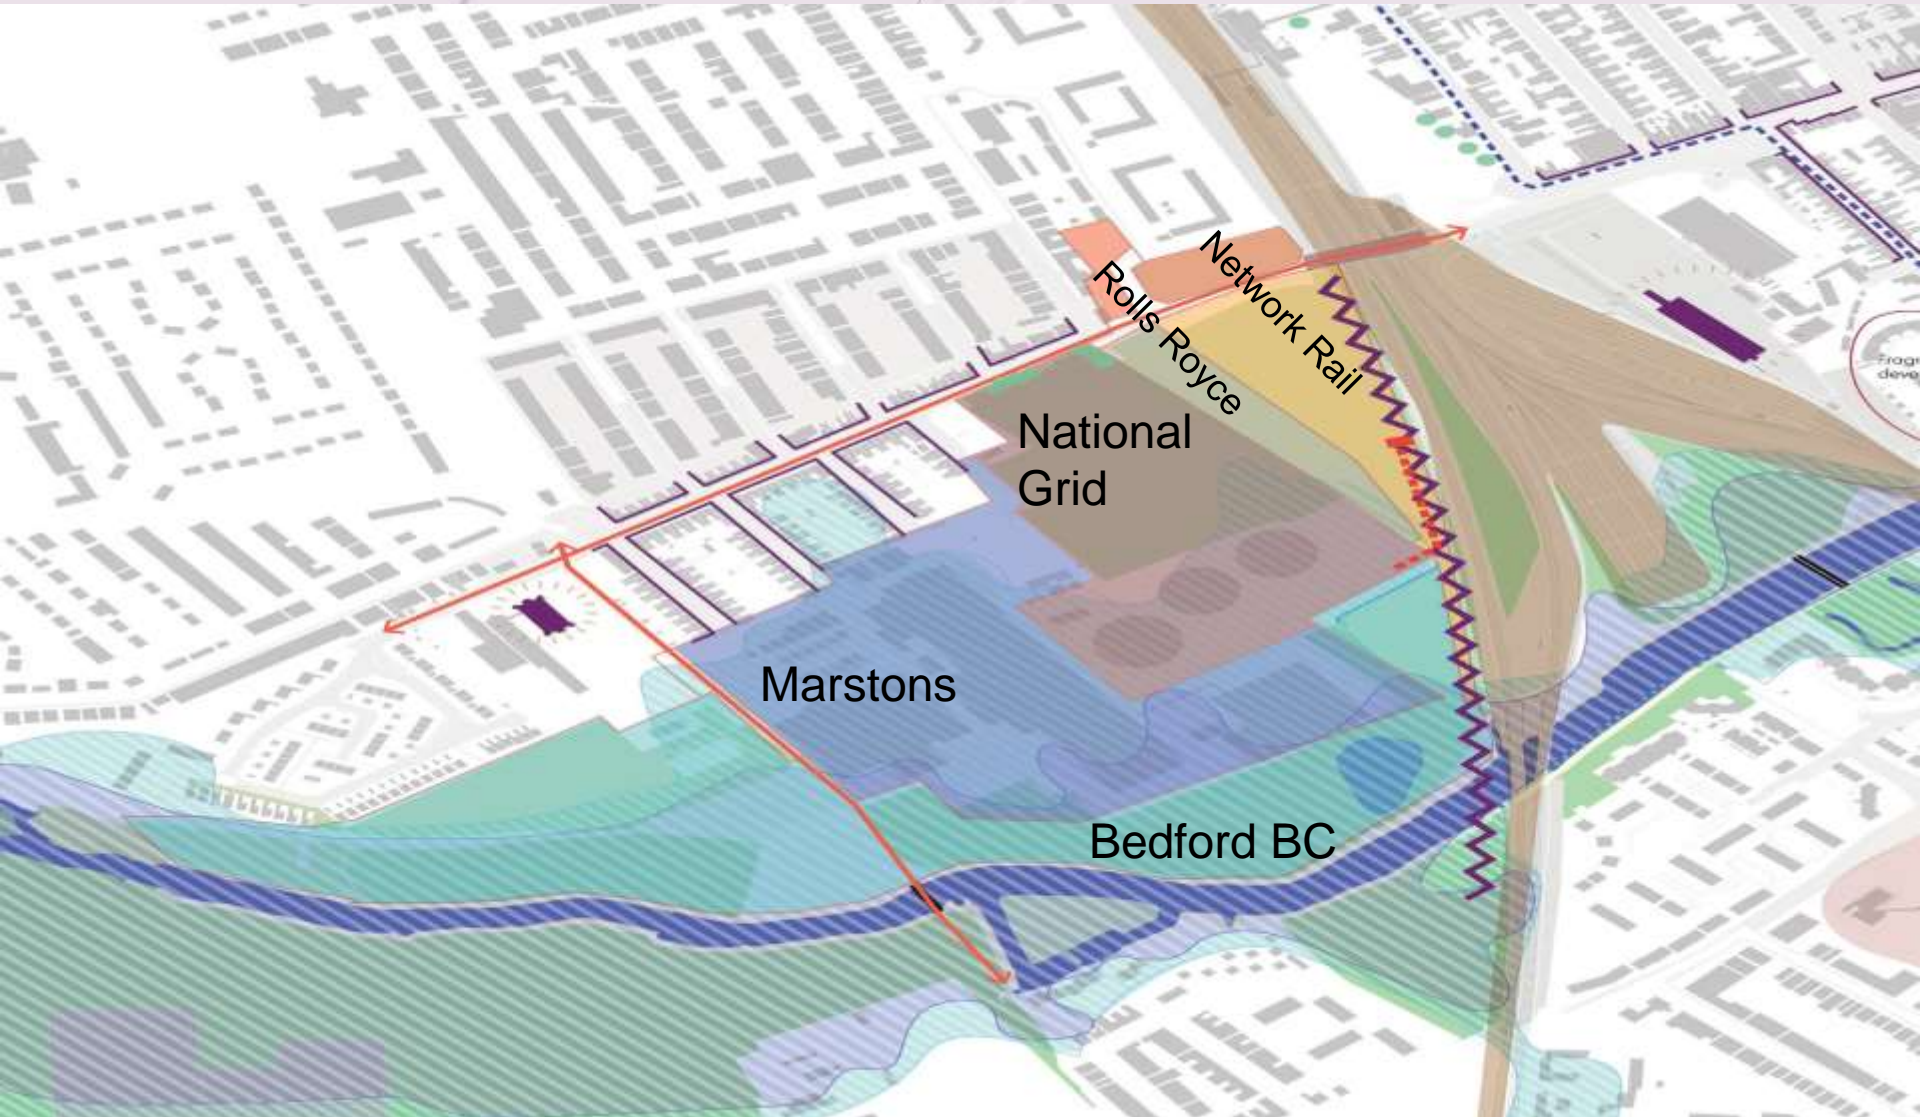 Network Rail
Rolls Royce
National
Grid
Marstons
Bedford BC